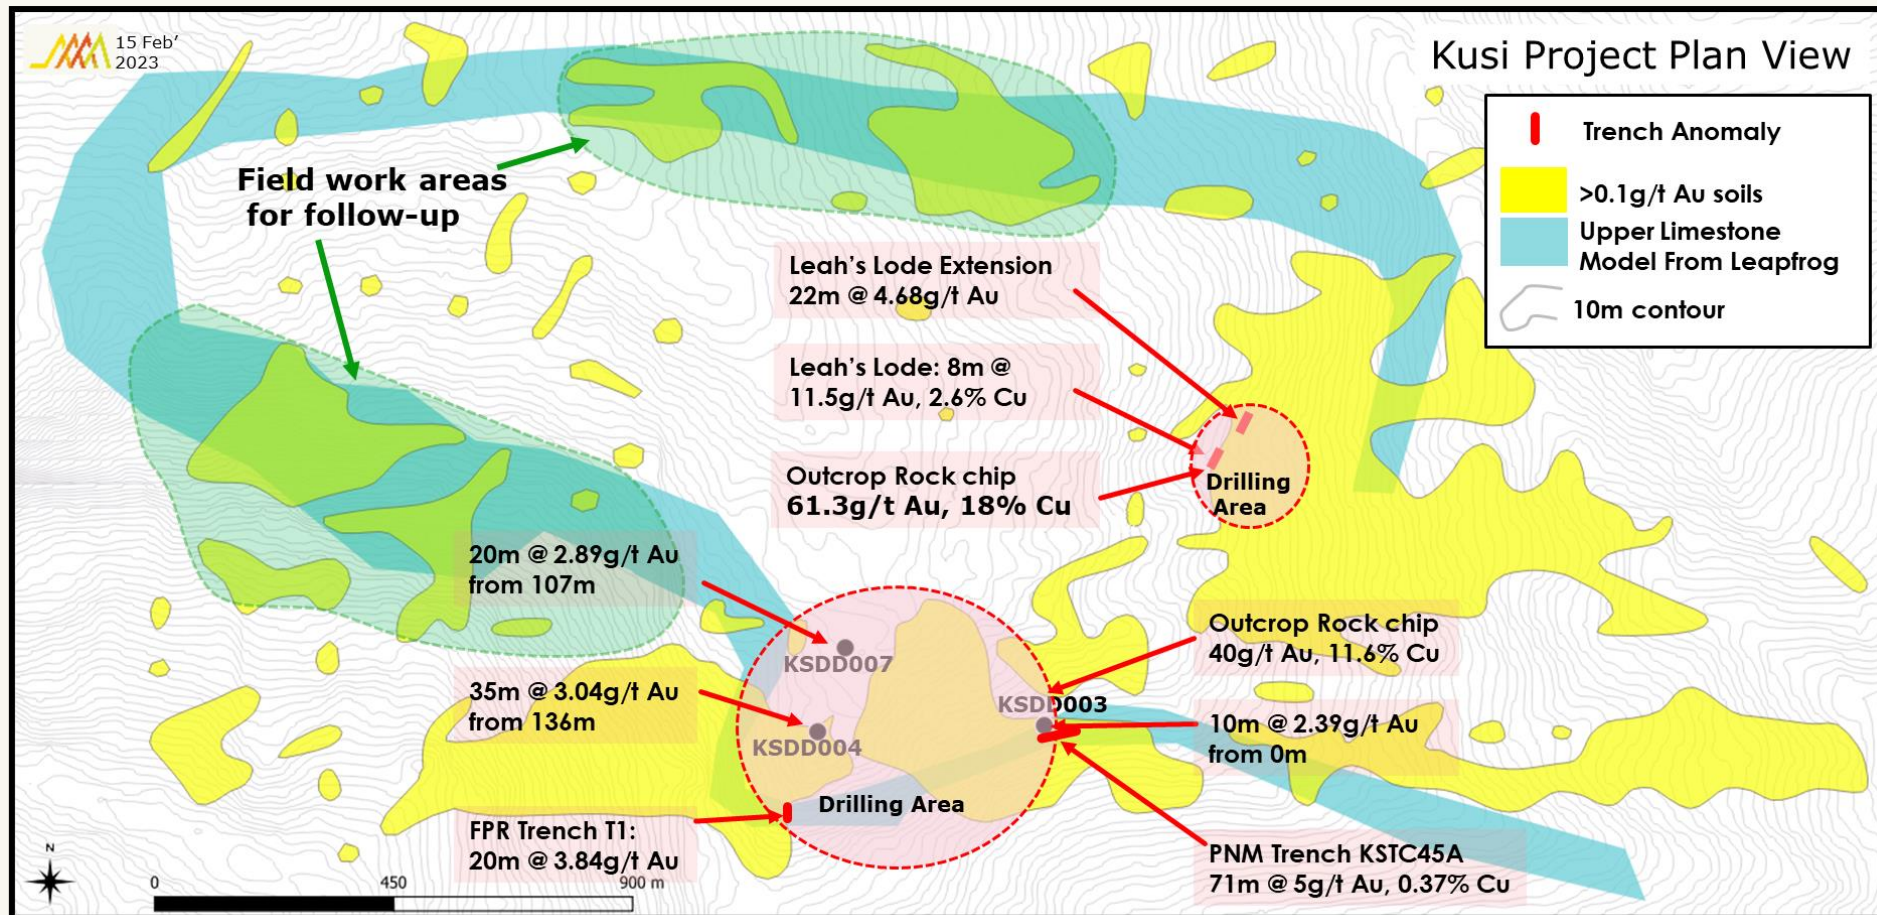 15 Feb’
2023
Kusi Project Plan View
Trench Anomaly
>0.1g/t Au soils
Upper Limestone
Model From Leapfrog
10m contour
Field work areas
for follow-up
Leah’s Lode Extension
22m @ 4.68g/t Au
Leah’s Lode: 8m @
11.5g/t Au, 2.6% Cu
Outcrop Rock chip
61.3g/t Au, 18% Cu
Drilling
Area
20m @ 2.89g/t Au
from 107m
KSDD007
Outcrop Rock chip
40g/t Au, 11.6% Cu
35m @ 3.04g/t Au
from 136m
KSDD004
KSDD003
10m @ 2.39g/t Au
from 0m
Drilling Area
FPR Trench T1:
20m @ 3.84g/t Au
PNM Trench KSTC45A
71m @ 5g/t Au, 0.37% Cu
N
0 450 900 m